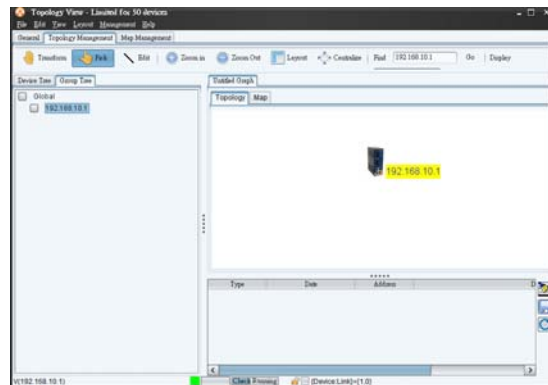 Topology View - Limited for 50 devices
File Edit View Layout Management Help
General Topology Management Map Management
Transform Pick Edit Zoom in Zoom Out Layout Centralize Find 192.168.10.1 Go Display
Device Tree Group Tree
Untitled Graph
Global
192.168.10.1
Topology Map
192.168.10.1
Type Date Address D
V(192.168.10.1)
Check Running
(Device:Link)=(1,0)